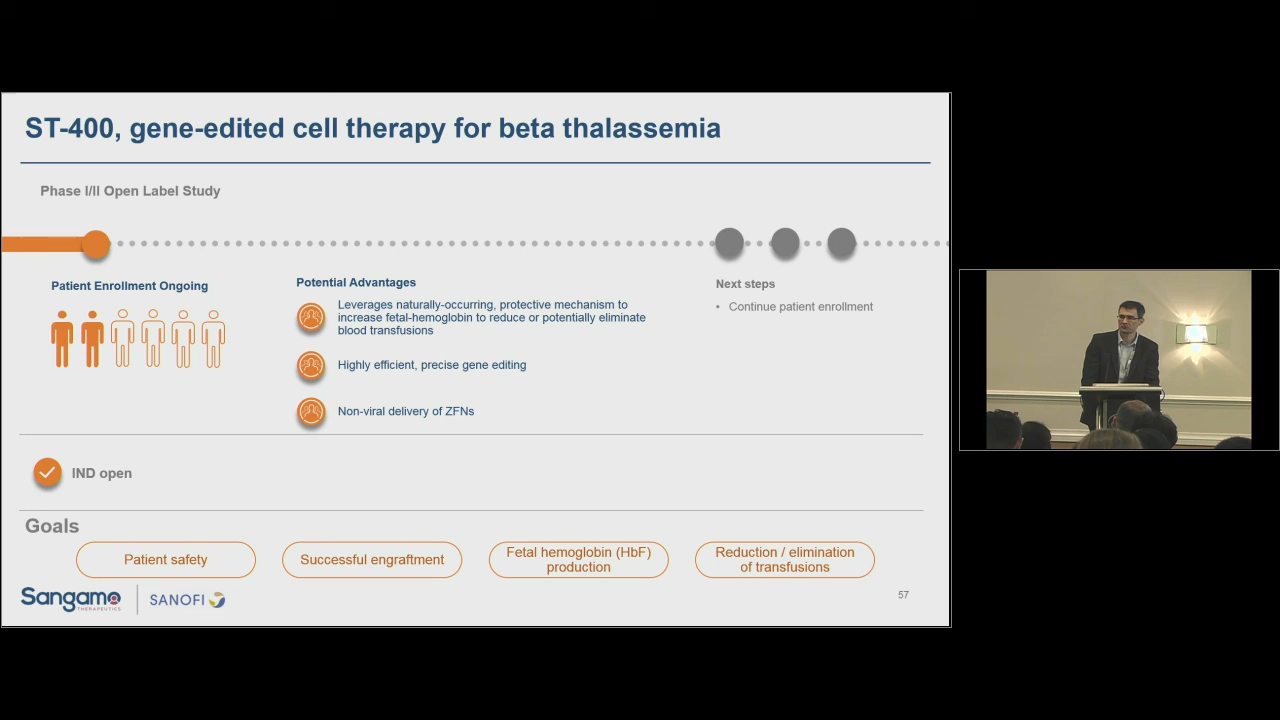 ST-400, gene-edited cell therapy for beta thalassemia
Phase I/II Open Label Study
Patient Enrollment Ongoing
Potential Advantages
Leverages naturally-occurring, protective mechanism to
increase fetal-hemoglobin to reduce or potentially eliminate
blood transfusions
Highly efficient, precise gene editing
Non-viral delivery of ZFNs
Next steps
• Continue patient enrollment
IND open
Goals
Patient safety
Successful engraftment
Fetal hemoglobin (HbF)
production
Reduction / elimination
of transfusions
Sangamo
THERAPEUTICS
SANOFI
57